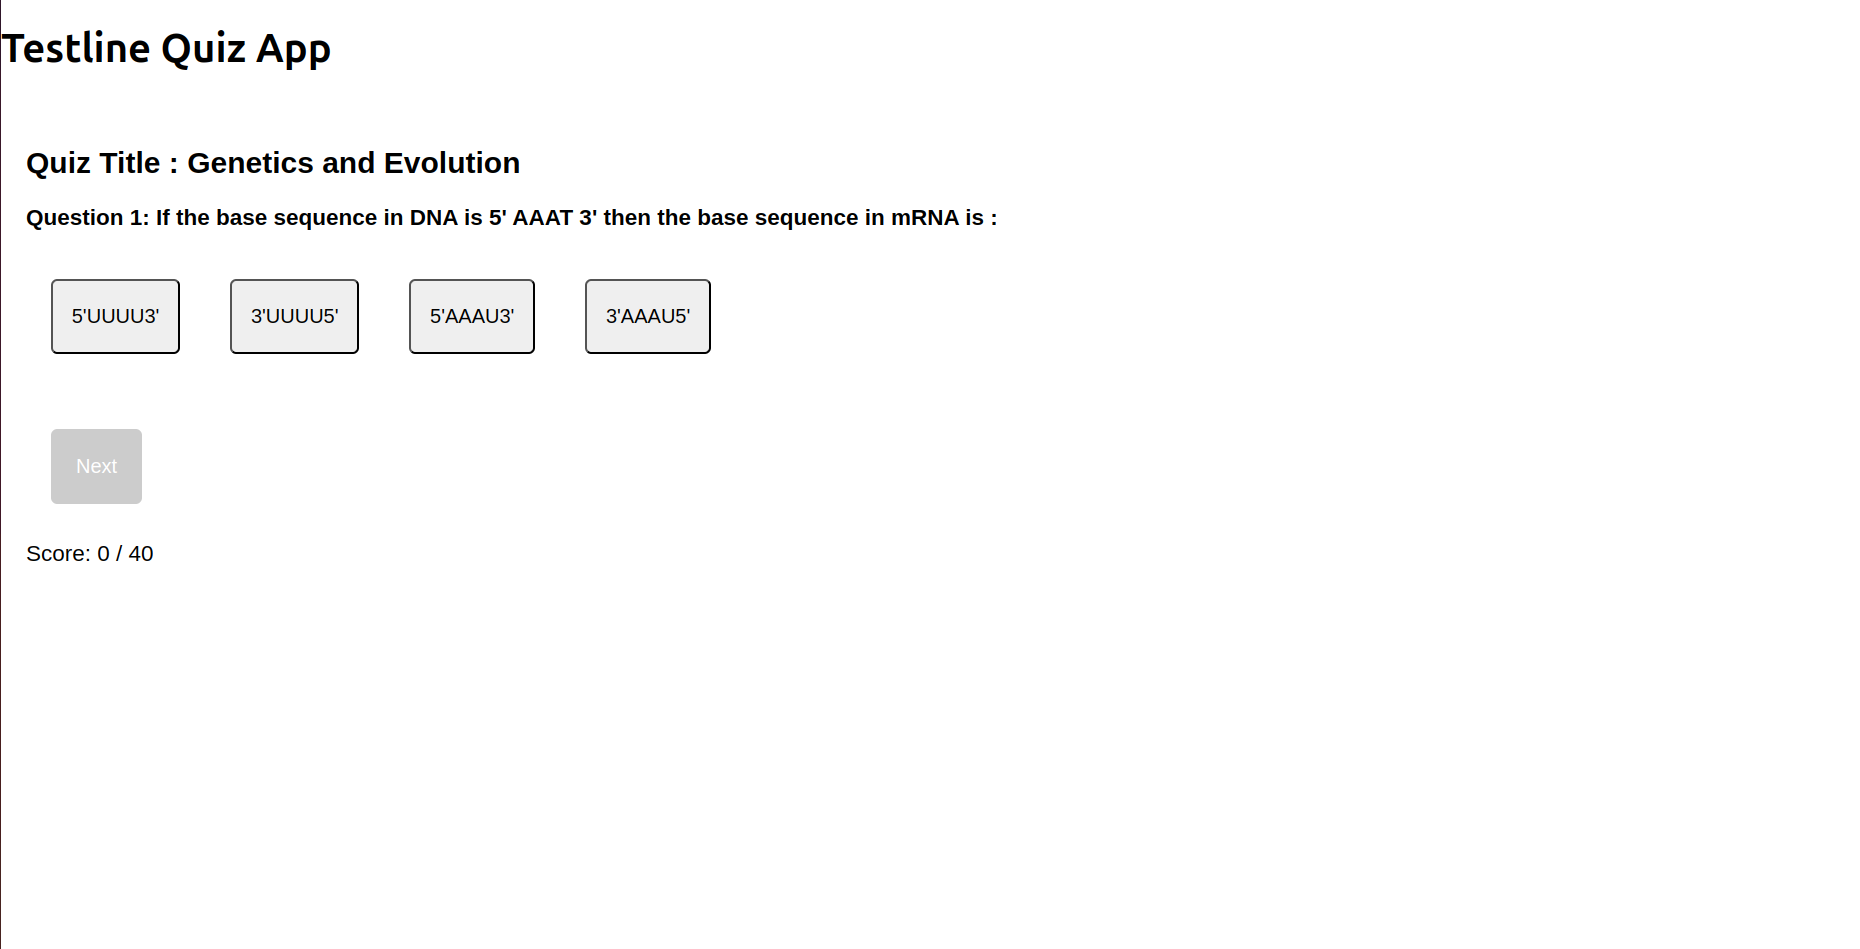 Testline Quiz App
Quiz Title : Genetics and Evolution
Question 1: If the base sequence in DNA is 5' AAAT 3' then the base sequence in mRNA is :
5'UUUU3' 3'UUUU5' 5'AAAU3' 3'AAAU5'
Next
Score: 0 / 40